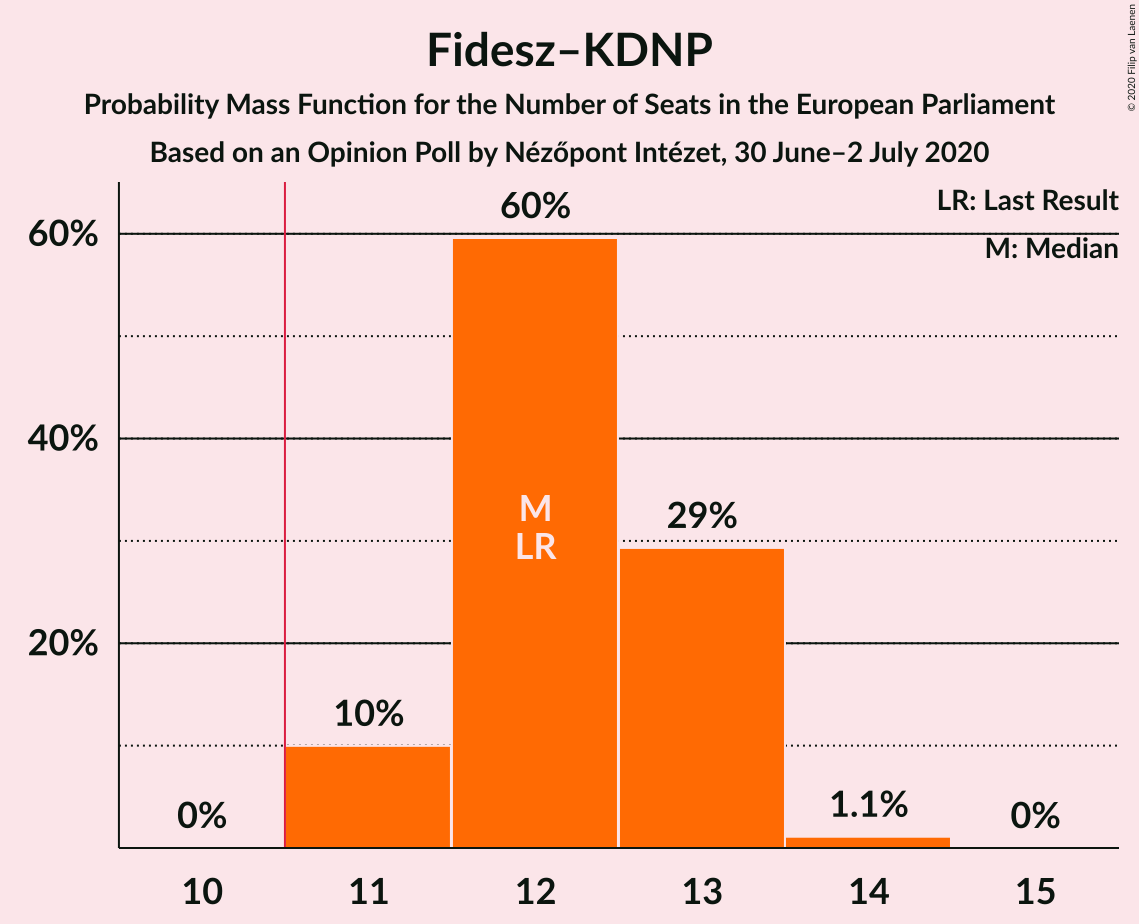 Fidesz–KDNP
Probability Mass Function for the Number of Seats in the European Parliament
Based on an Opinion Poll by Nézőpont Intézet, 30 June–2 July 2020
© 2020 Filip van Laenen
LR: Last Result
M: Median
60%
40%
20%
0%
10%
60%
M
LR
29%
1.1%
0%
10
11
12
13
14
15